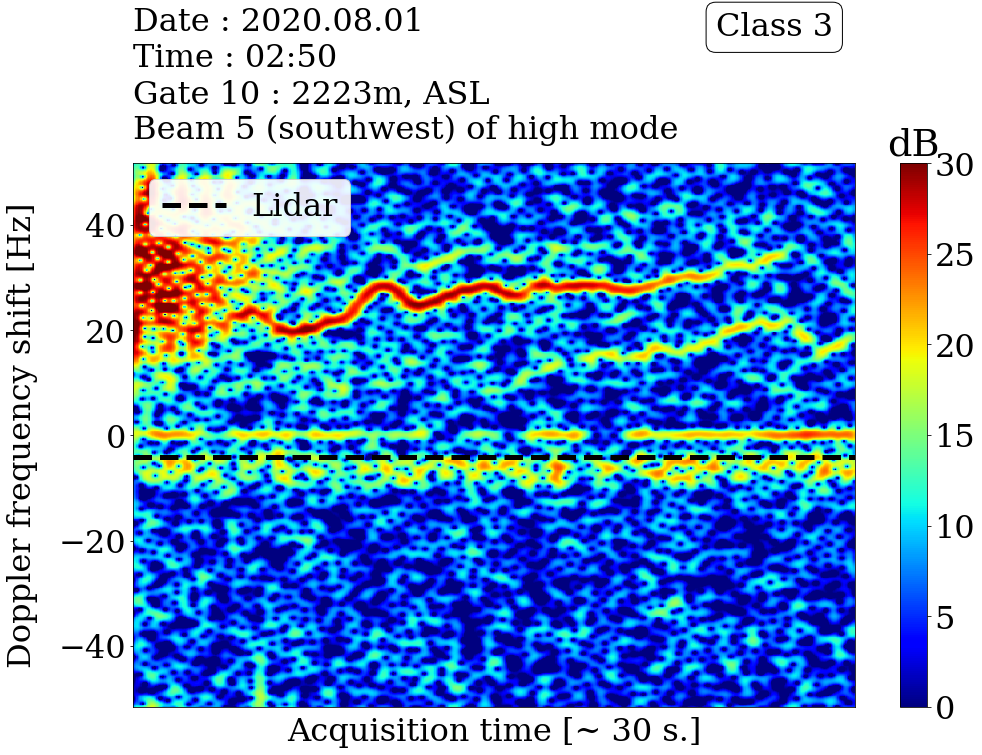 Date : 2020.08.01
Time : 02:50
Gate 10 : 2223m, ASL
Beam 5 (southwest) of high mode
Class 3
dB
Lidar
Doppler frequency shift [Hz]
40
20
0
−20
−40
Acquisition time [~ 30 s.]
30
25
20
15
10
5
0